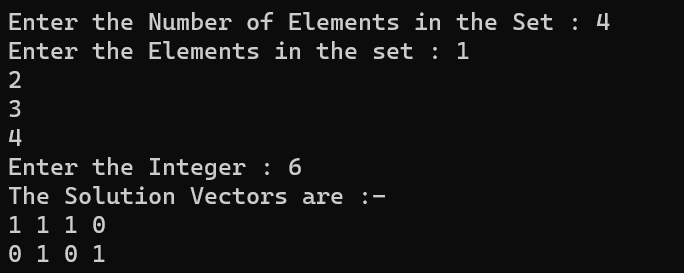 Enter the Number of Elements in the Set : 4
Enter the Elements in the set : 1
2
3
4
Enter the Integer : 6
The Solution Vectors are :-
1 1 1 0
0 1 0 1